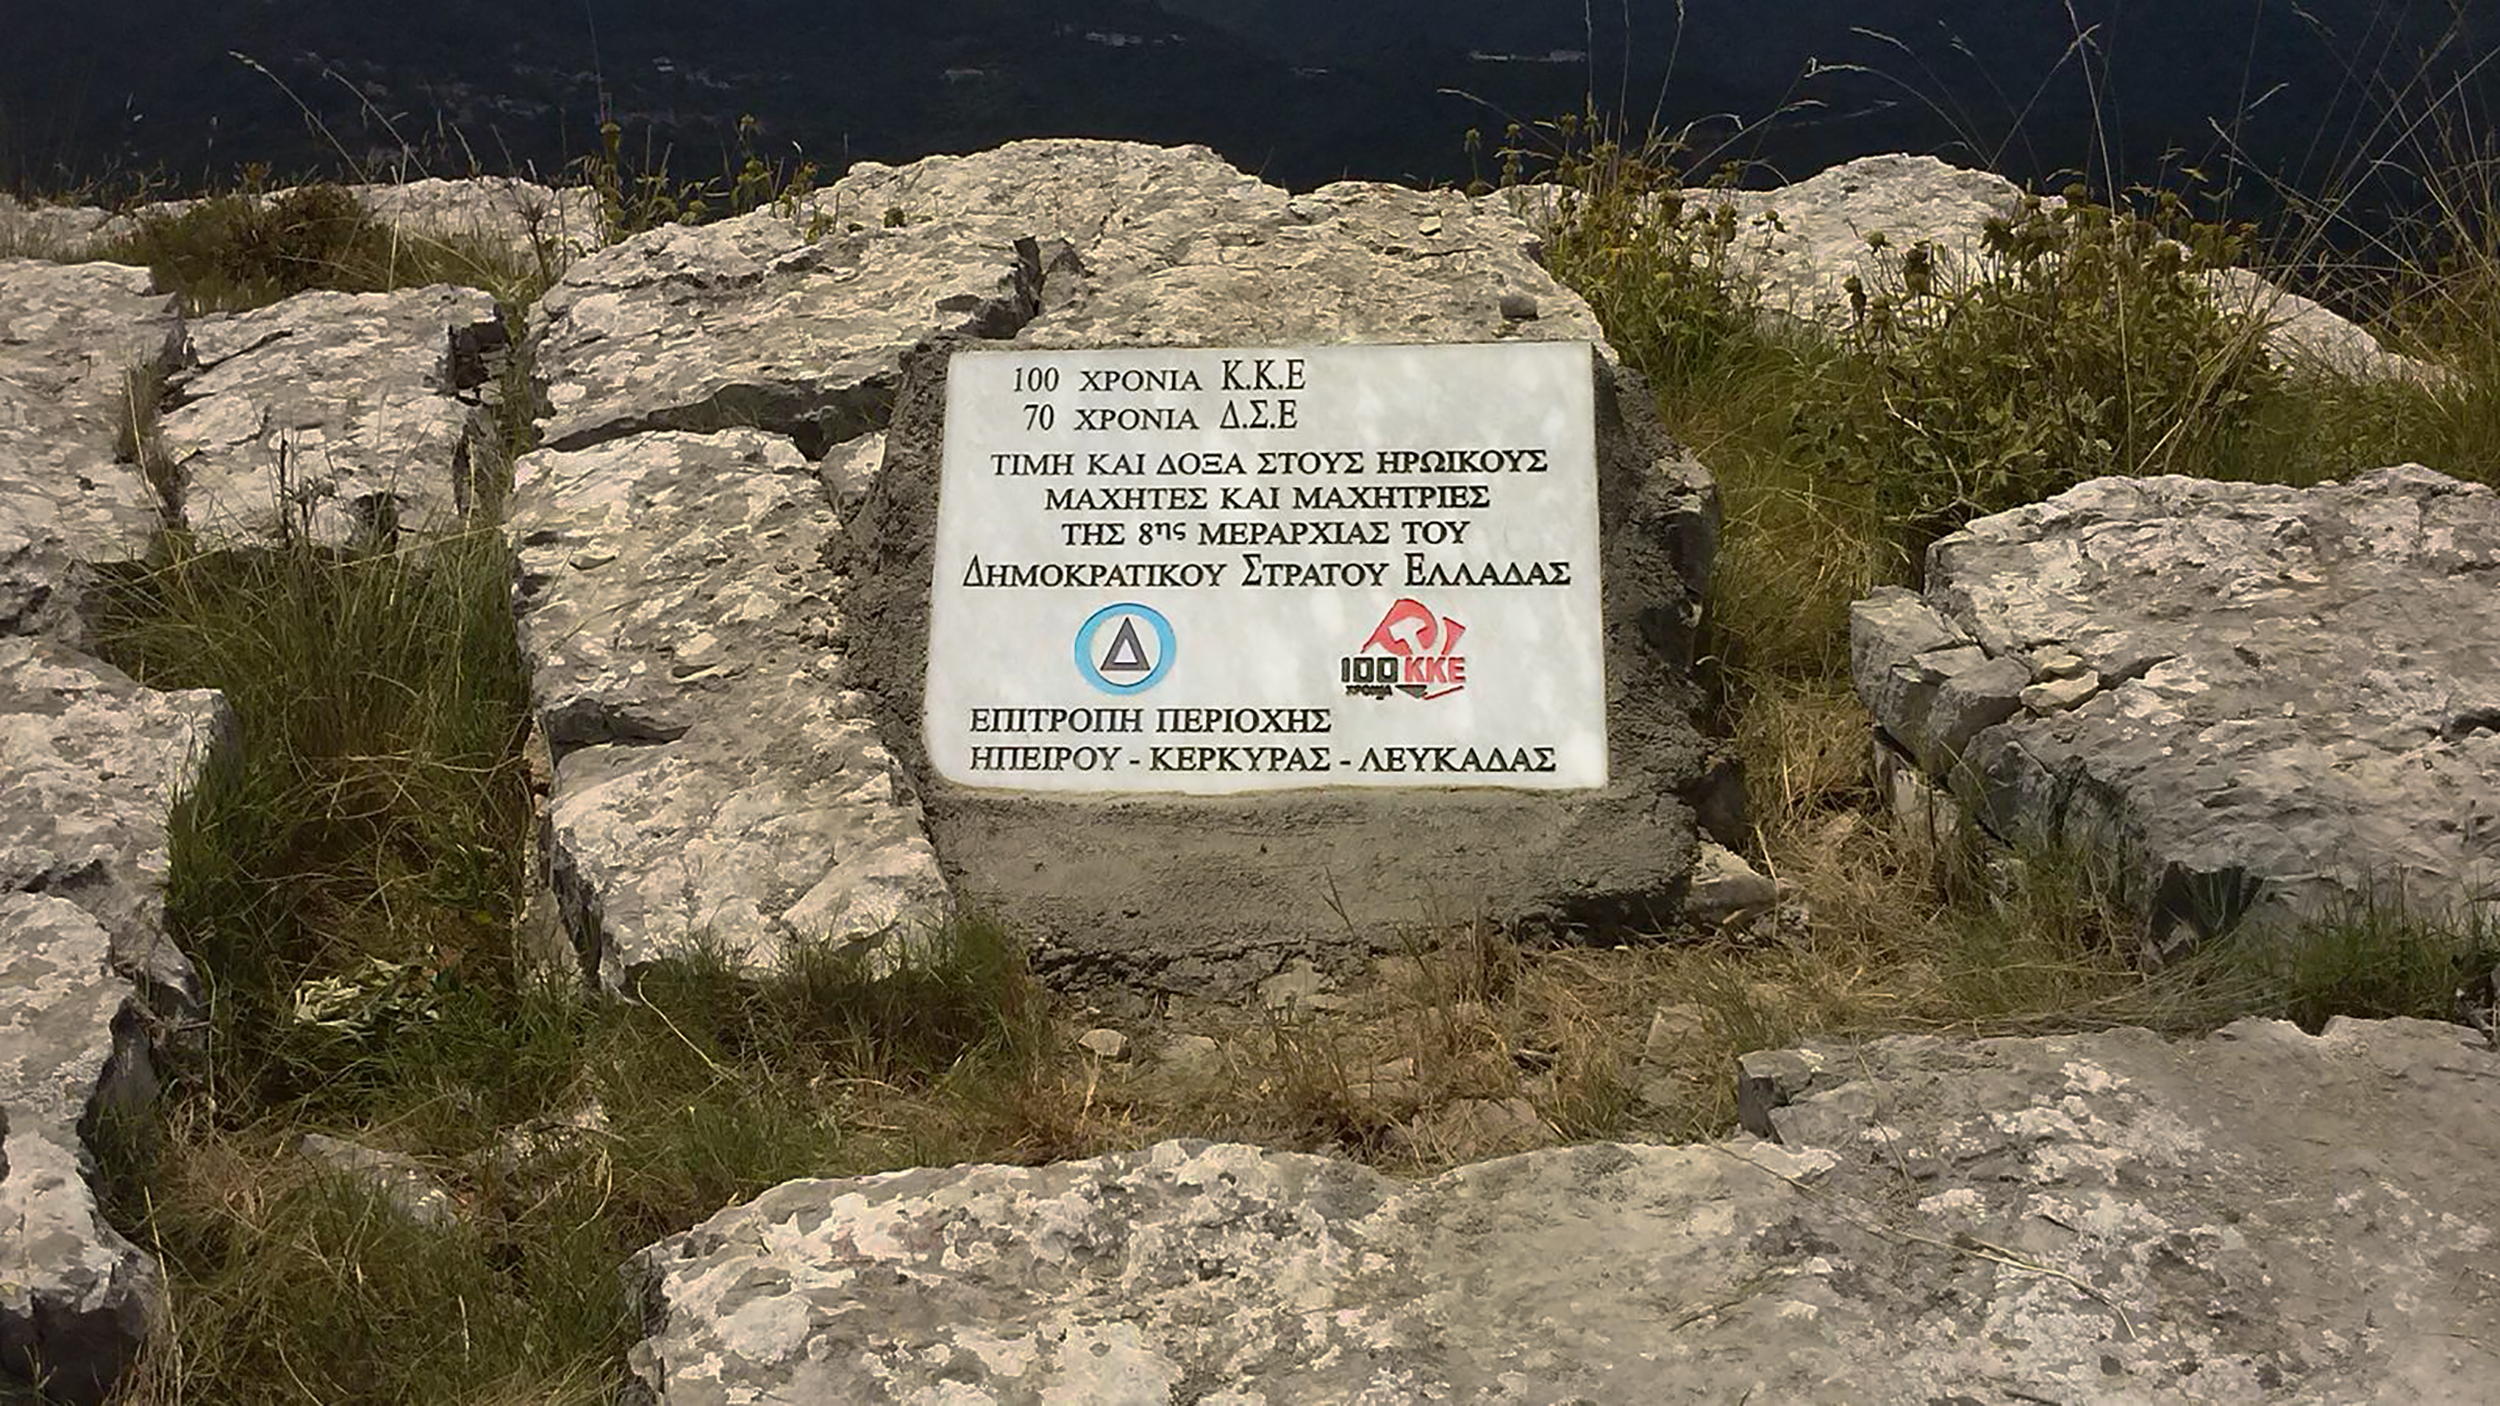 100 ΧΡΟΝΙΑ Κ.Κ.Ε
70 ΧΡΟΝΙΑ Δ.Σ.Ε
ΤΙΜΗ ΚΑΙ ΔΟΞΑ ΣΤΟΥΣ ΗΡΩΙΚΟΥΣ
ΜΑΧΗΤΕΣ ΚΑΙ ΜΑΧΗΤΡΙΕΣ
ΤΗΣ 8ης ΜΕΡΑΡΧΙΑΣ ΤΟΥ
ΔΗΜΟΚΡΑΤΙΚΟΥ ΣΤΡΑΤΟΥ ΕΛΛΑΔΑΣ
Δ
100 ΚΚΕ
ΧΡΟΝΙΑ
ΕΠΙΤΡΟΠΗ ΠΕΡΙΟΧΗΣ
ΗΠΕΙΡΟΥ - ΚΕΡΚΥΡΑΣ - ΛΕΥΚΑΔΑΣ